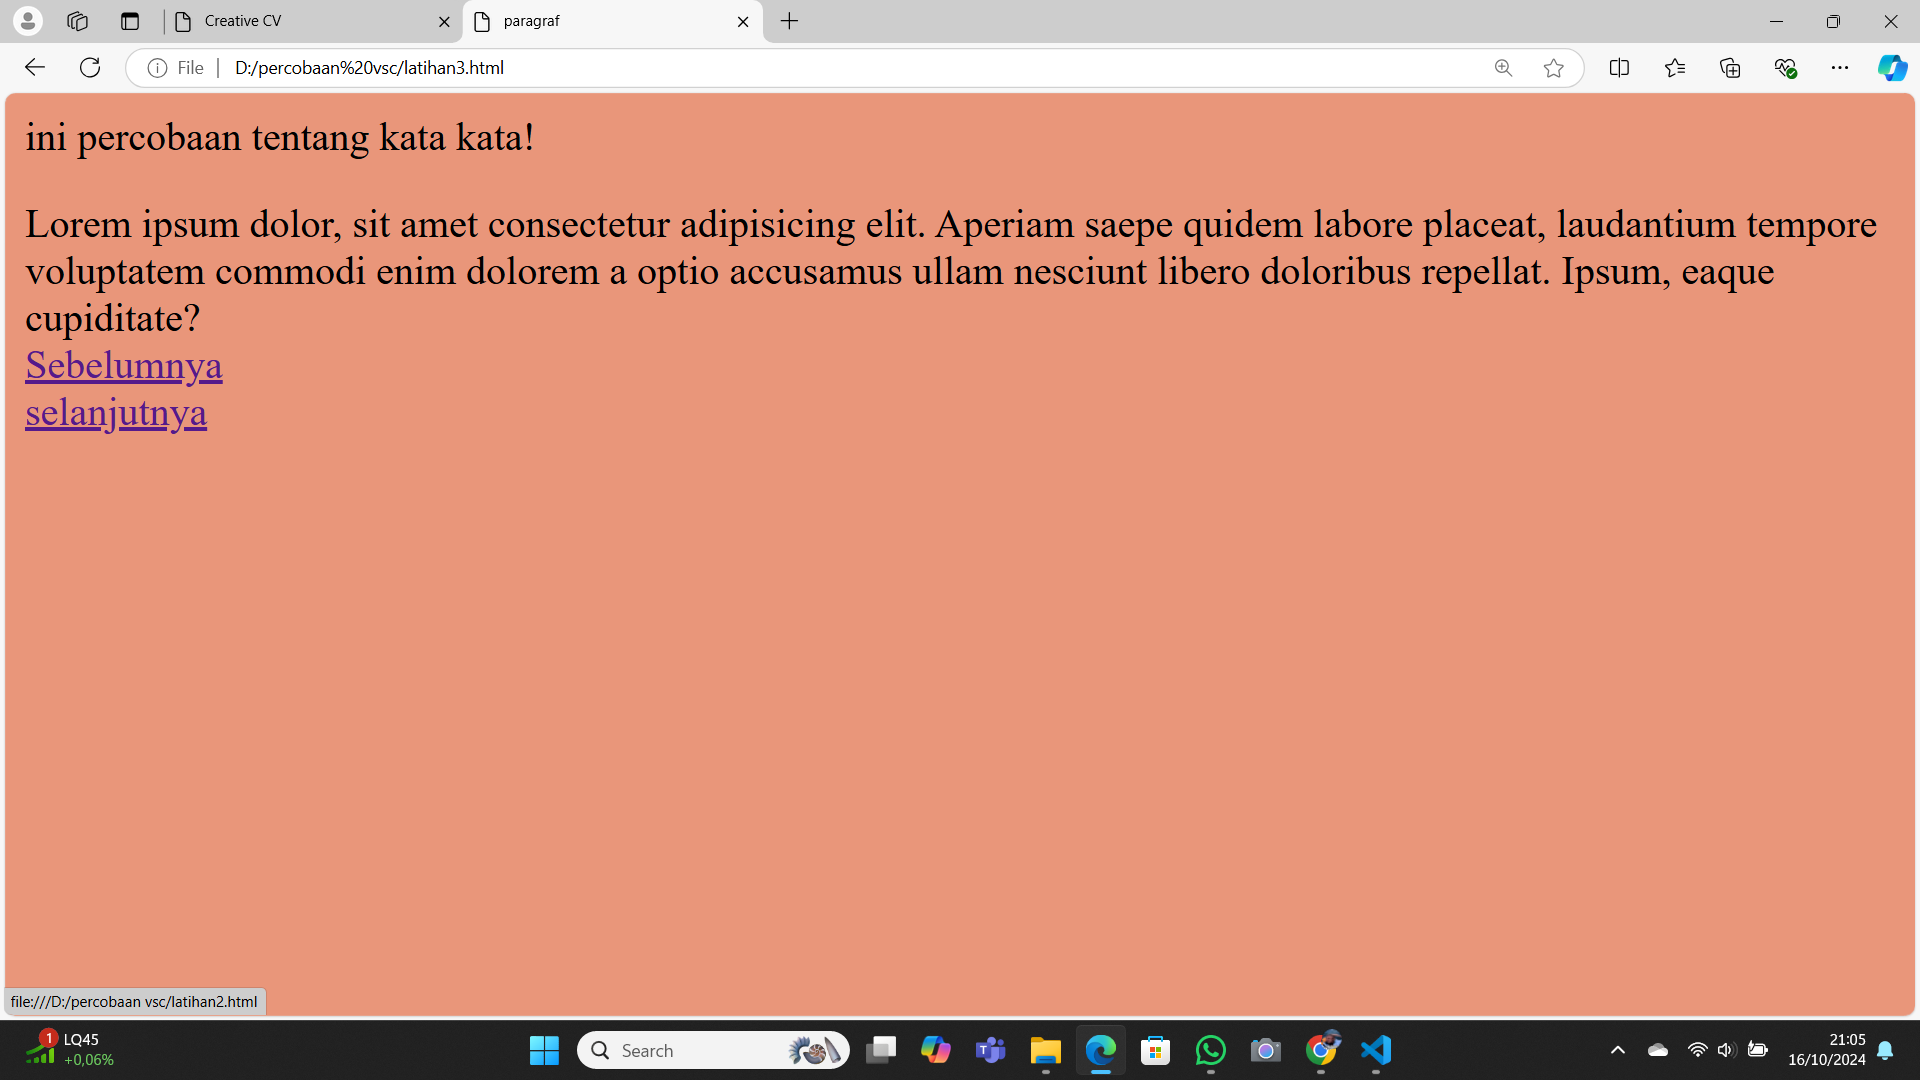 Creative CV
paragraf
File
D:/percobaan%20vsc/latihan3.html
ini percobaan tentang kata kata!
Lorem ipsum dolor, sit amet consectetur adipisicing elit. Aperiam saepe quidem labore placeat, laudantium tempore
voluptatem commodi enim dolorem a optio accusamus ullam nesciunt libero doloribus repellat. Ipsum, eaque
cupiditate?
Sebelumnya
selanjutnya
file:///D:/percobaan vsc/latihan2.html
1
LQ45
+0,06%
Search
21:05
16/10/2024